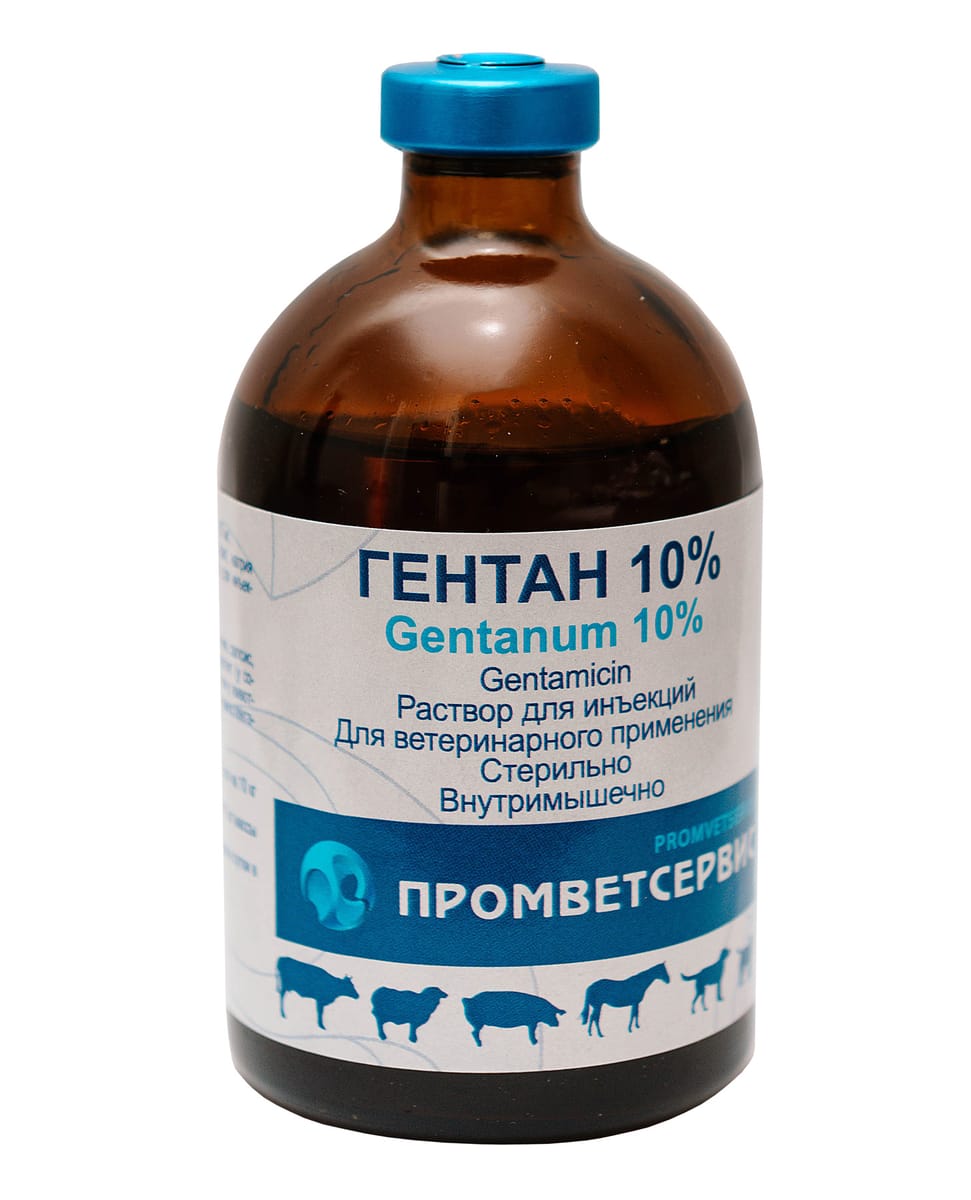 ГЕНТАН 10%
Gentanum 10%
Gentamicin
Раствор для инъекций
Для ветеринарного применения
Стерильно
Внутримышечно
ПРОМВЕТСЕРВИС